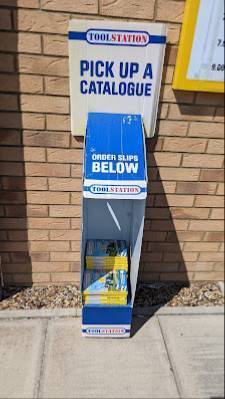 TOOLSTATION
PICK UP A
CATALOGUE
ORDER SLIPS
BELOW
TOOLSTATION
TOOLSTATION